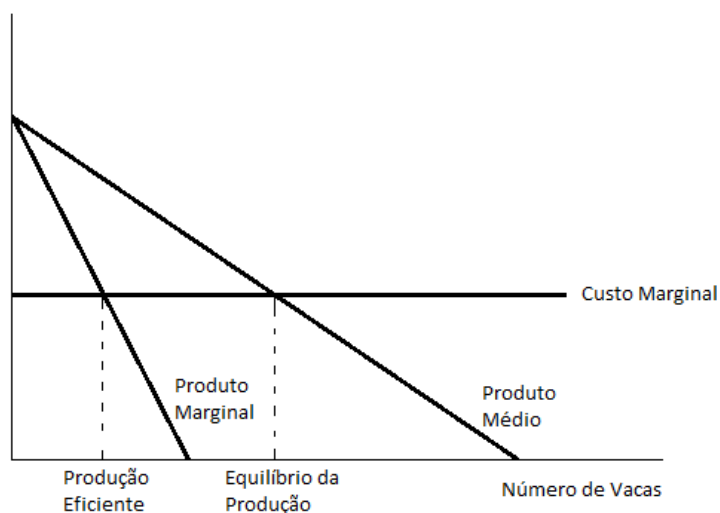 Custo Marginal
Produto
Marginal
Produto
Médio
Produção
Eficiente
Equilíbrio da
Produção
Número de Vacas